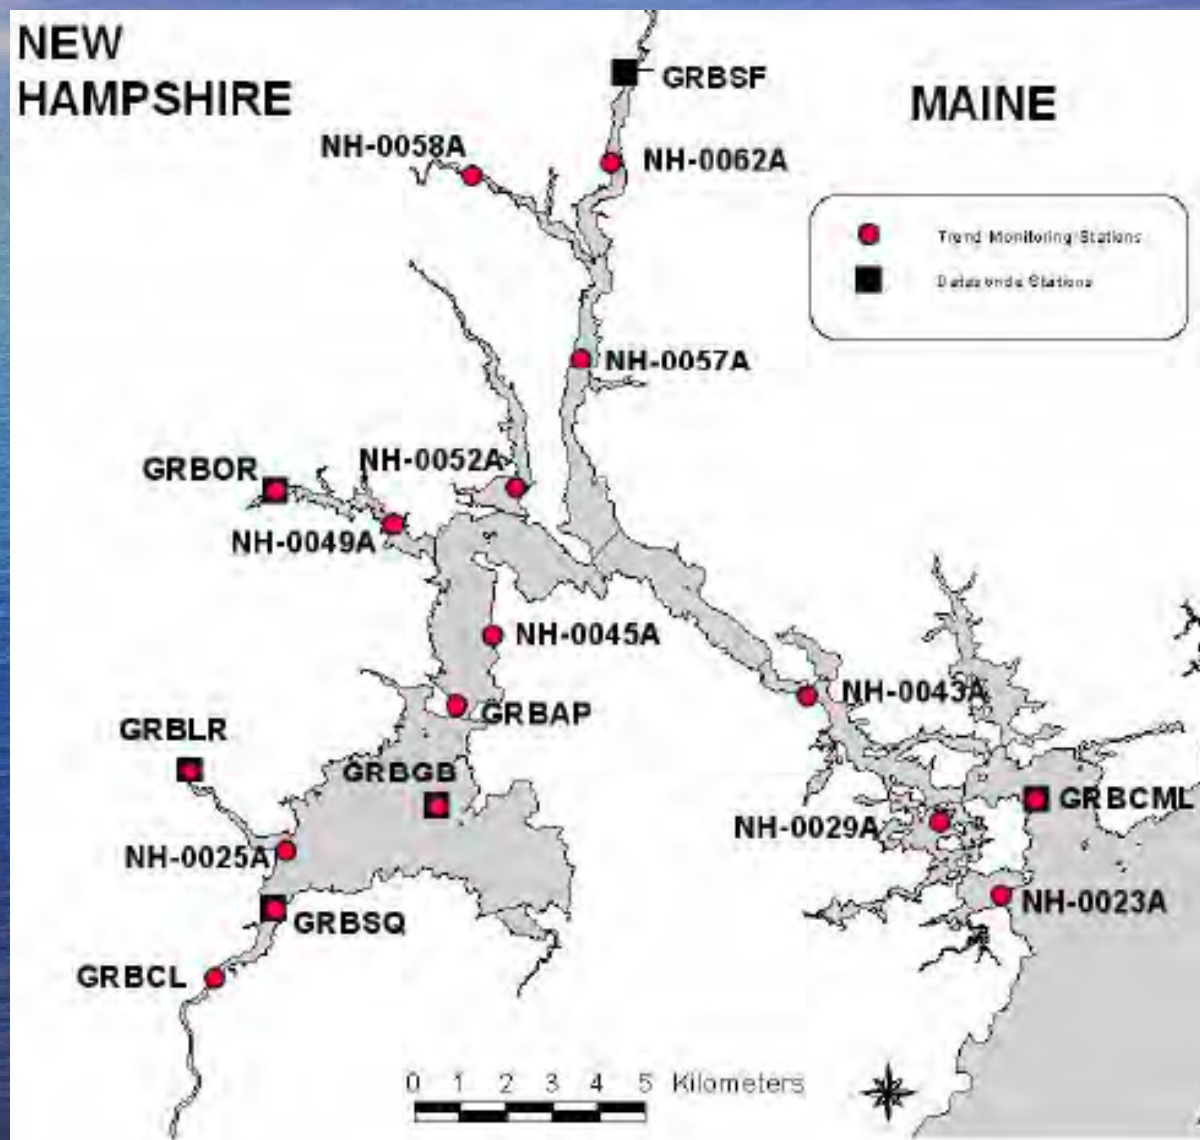 NEW
HAMPSHIRE
GRBSF
MAINE
NH-0058A
NH-0062A
Trend Monitoring Stations
Datasonde Stations
NH-0057A
NH-0052A
GRBOR
NH-0049A
NH-0045A
NH-0043A
GRBAP
GRBLR
GRBGB
GRBCML
NH-0029A
NH-0025A
NH-0023A
GRBSQ
GRBCL
0 1 2 3 4 5 Kilometers